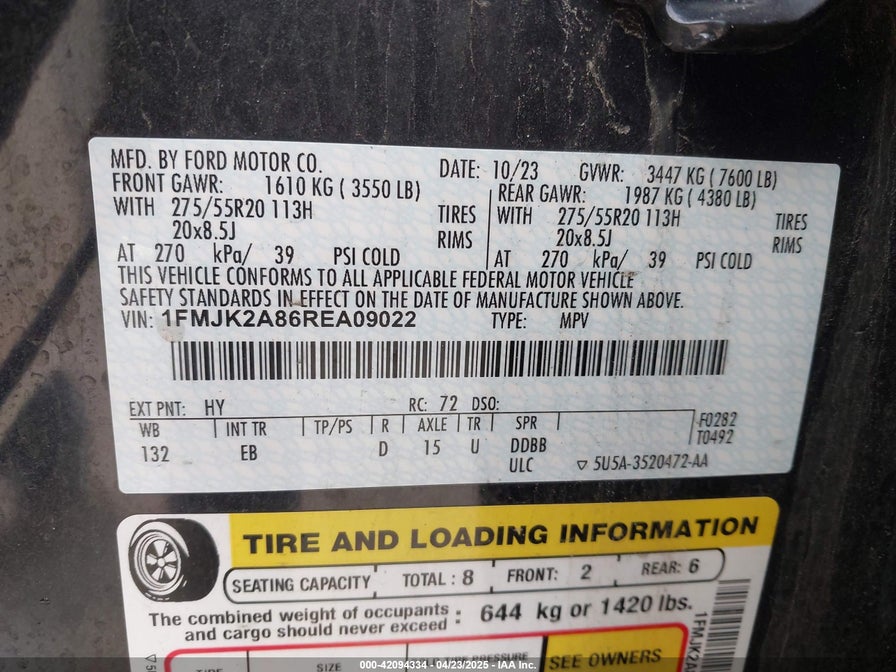 MFD. BY FORD MOTOR CO. DATE: 10/23 GVWR: 3447 KG ( 7600 LB)
FRONT GAWR: 1610 KG ( 3550 LB) REAR GAWR: 1987 KG ( 4380 LB)
WITH 275/55R20 113H TIRES WITH 275/55R20 113H TIRES
20x8.5J RIMS 20x8.5J RIMS
AT 270 kPa/ 39 PSI COLD AT 270 kPa/ 39 PSI COLD
THIS VEHICLE CONFORMS TO ALL APPLICABLE FEDERAL MOTOR VEHICLE
SAFETY STANDARDS IN EFFECT ON THE DATE OF MANUFACTURE SHOWN ABOVE.
VIN: 1FMJK2A86REA09022 TYPE: MPV
EXT PNT: HY RC: 72 DSO:
WB INT TR TP/PS R AXLE TR SPR F0282
T0492
132 EB D 15 U DDBB
ULC ▽ 5U5A-3520472-AA
TIRE AND LOADING INFORMATION
SEATING CAPACITY TOTAL : 8 FRONT: 2 REAR: 6
The combined weight of occupants
and cargo should never exceed : 644 kg or 1420 lbs.
SIZE PRESSURE SEE OWNERS
1FMJK2A
000-42094334 - 04/23/2025 - IAA Inc.